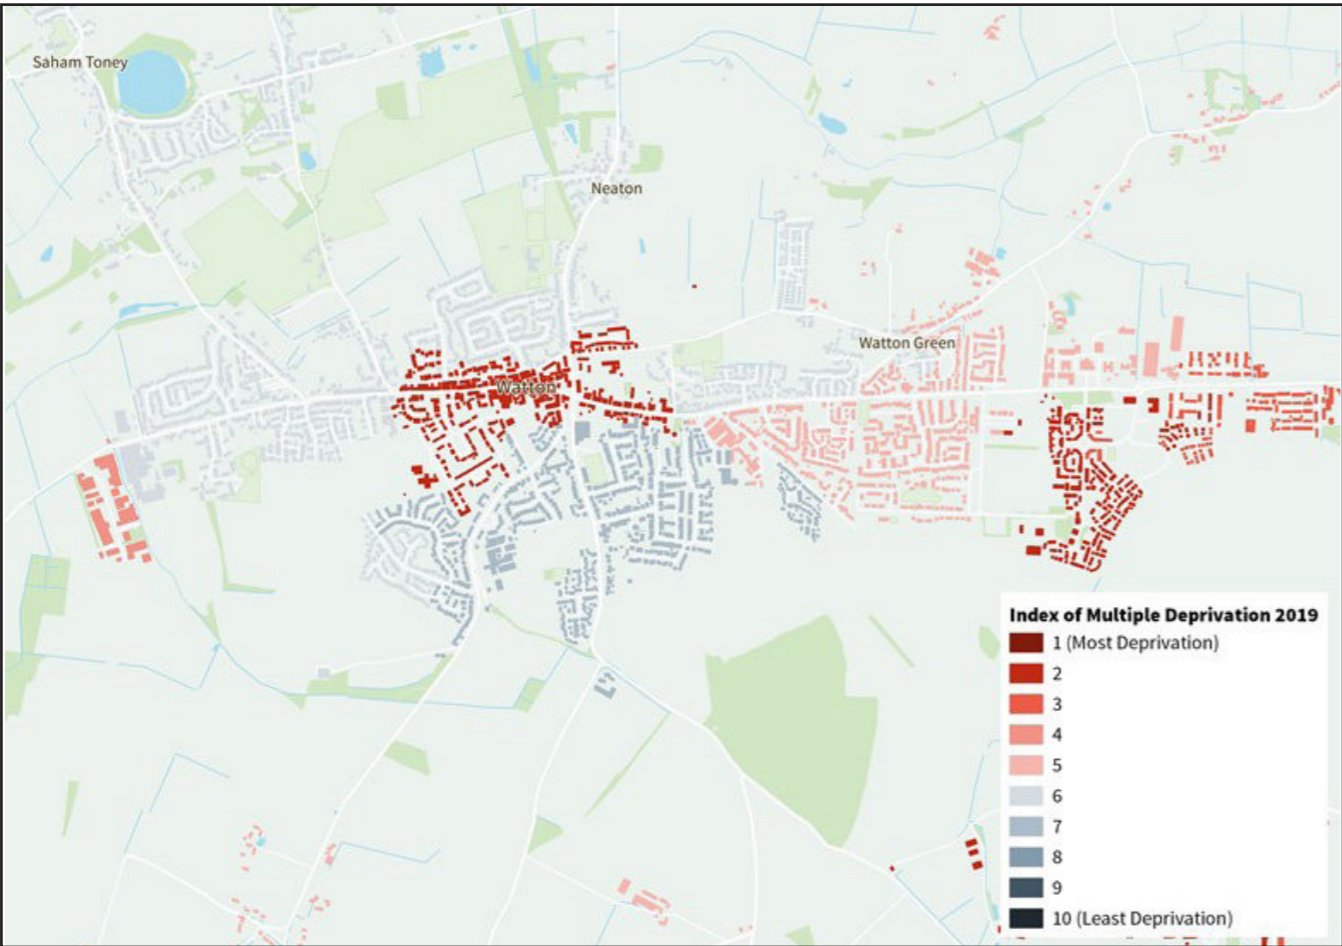 Saham Toney
Neaton
Watton Green
Watton
Index of Multiple Deprivation 2019
1 (Most Deprivation)
2
3
4
5
6
7
8
9
10 (Least Deprivation)